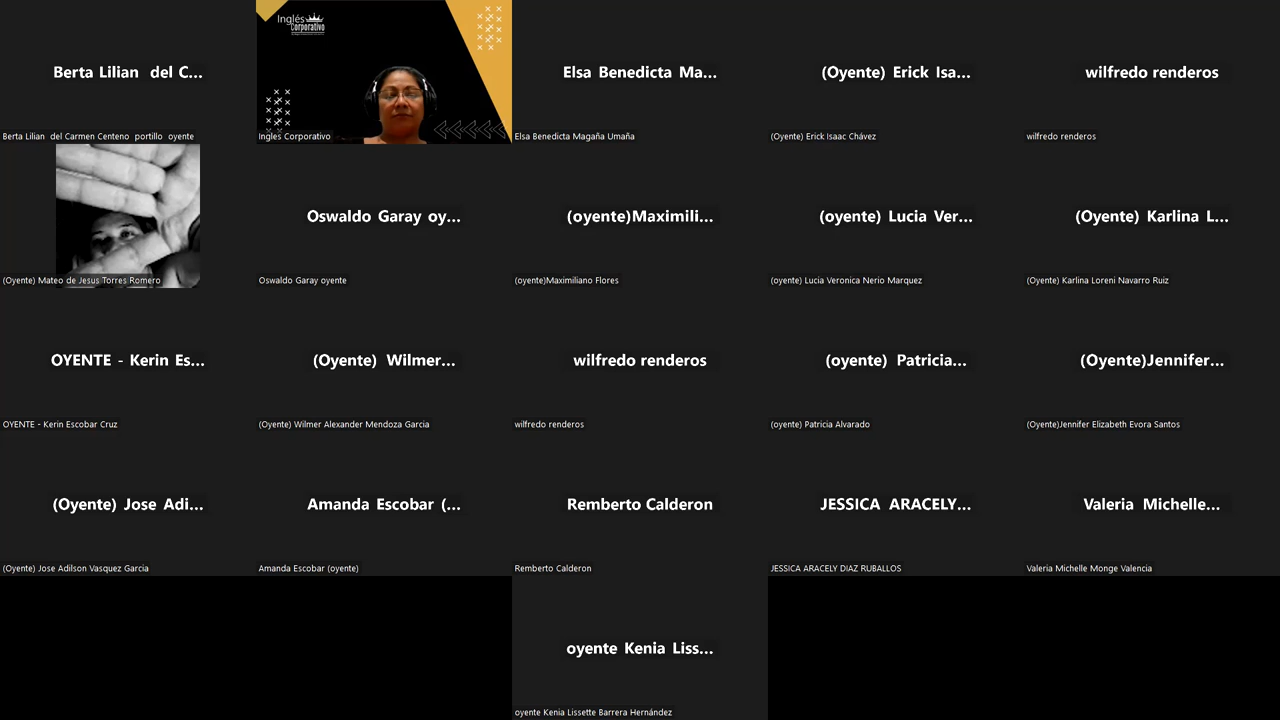 Berta Lilian del C...
Berta Lilian del Carmen Centeno portillo oyente
Inglés
Corporativo
Ingles Corporativo
Elsa Benedicta Ma...
Elsa Benedicta Magaña Umaña
(Oyente) Erick Isa...
(Oyente) Erick Isaac Chávez
wilfredo renderos
wilfredo renderos
(Oyente) Mateo de Jesus Torres Romero
Oswaldo Garay oy...
Oswaldo Garay oyente
(oyente)Maximili...
(oyente)Maximiliano Flores
(oyente) Lucia Ver...
(oyente) Lucia Veronica Nerio Marquez
(Oyente) Karlina L...
(Oyente) Karlina Loreni Navarro Ruiz
OYENTE - Kerin Es...
OYENTE - Kerin Escobar Cruz
(Oyente) Wilmer...
(Oyente) Wilmer Alexander Mendoza Garcia
wilfredo renderos
wilfredo renderos
(oyente) Patricia...
(oyente) Patricia Alvarado
(Oyente)Jennifer...
(Oyente)Jennifer Elizabeth Evora Santos
(Oyente) Jose Adi...
(Oyente) Jose Adilson Vasquez Garcia
Amanda Escobar (...
Amanda Escobar (oyente)
Remberto Calderon
Remberto Calderon
JESSICA ARACELY...
JESSICA ARACELY DIAZ RUBALLOS
Valeria Michelle...
Valeria Michelle Monge Valencia
oyente Kenia Liss...
oyente Kenia Lissette Barrera Hernández